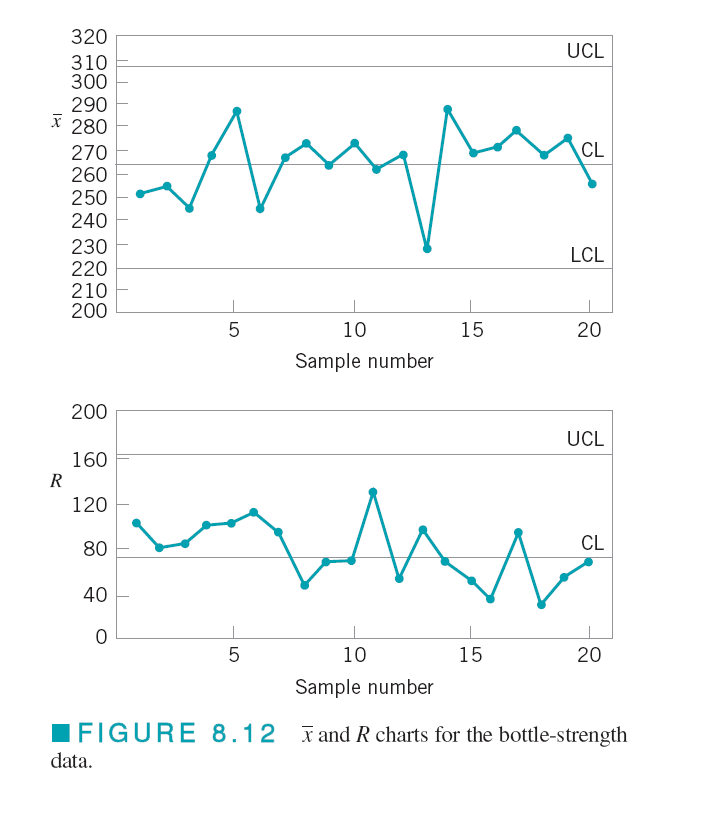 320
310
300
290
280
270
260
250
240
230
220
210
200
x̅
UCL
CL
LCL
5 10 15 20
Sample number
200
160
120
80
40
0
R
UCL
CL
5 10 15 20
Sample number
FIGURE 8.12 x̅ and R charts for the bottle-strength
data.